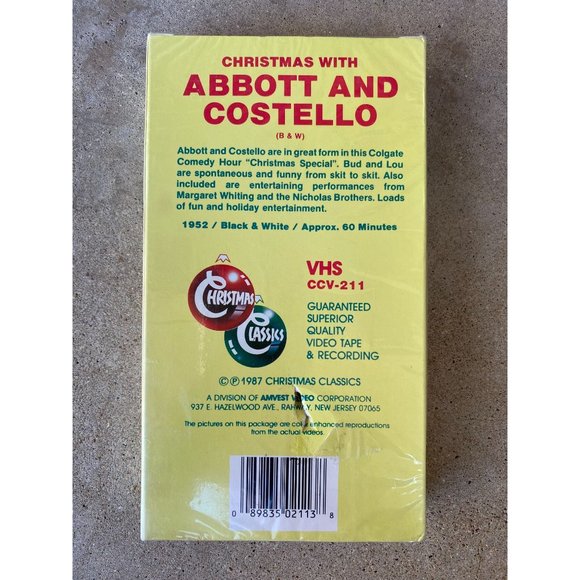 CHRISTMAS WITH
ABBOTT AND
COSTELLO
(B & W)
Abbott and Costello are in great form in this Colgate
Comedy Hour "Christmas Special". Bud and Lou
are spontaneous and funny from skit to skit. Also
included are entertaining performances from
Margaret Whiting and the Nicholas Brothers. Loads
of fun and holiday entertainment.
1952 / Black & White / Approx. 60 Minutes
CHRISTMAS
CLASSICS
VHS
CCV-211
GUARANTEED
SUPERIOR
QUALITY
VIDEO TAPE
& RECORDING
© ℗ 1987 CHRISTMAS CLASSICS
A DIVISION OF AMVEST VIDEO CORPORATION
937 E. HAZELWOOD AVE., RAHWAY, NEW JERSEY 07065
The pictures on this package are color enhanced reproductions
from the actual videos.
0 89835 02113 8